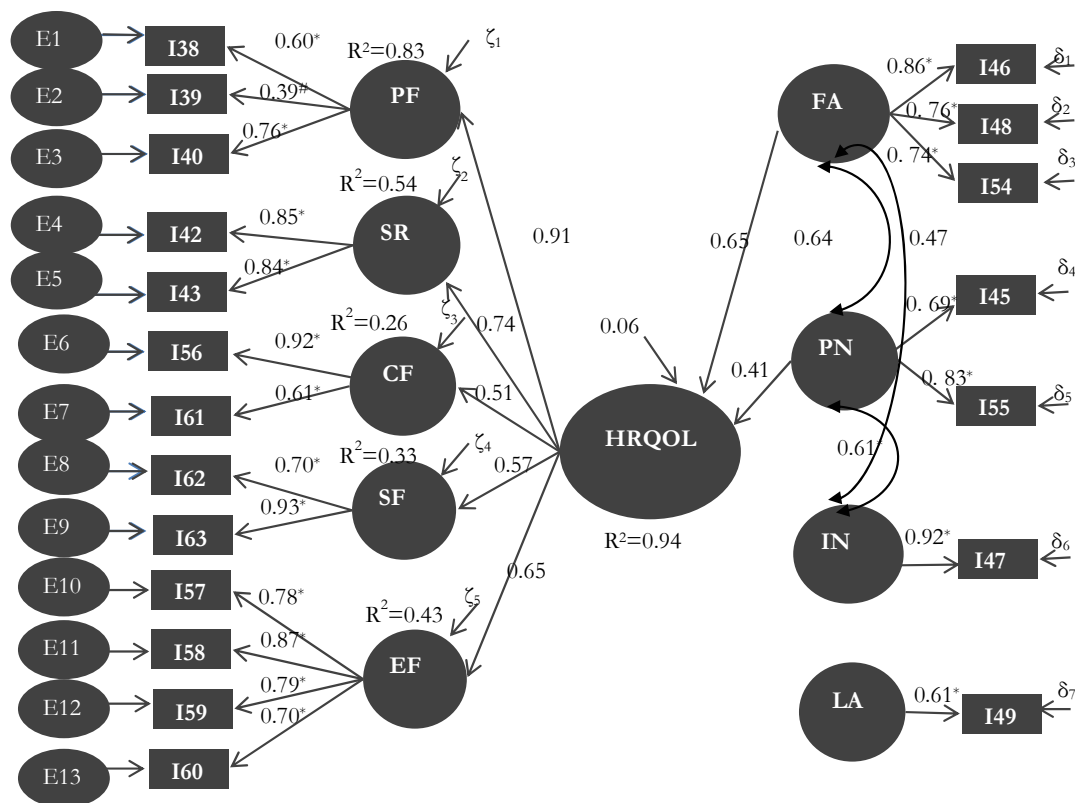 E1
I38
0.60*
R²=0.83
ζ1
E2
I39
0.39#
PF
E3
I40
0.76*
E4
I42
0.85*
R²=0.54
ζ2
SR
E5
I43
0.84*
E6
I56
0.92*
R²=0.26
ζ3
CF
E7
I61
0.61*
E8
I62
0.70*
R²=0.33
ζ4
SF
E9
I63
0.93*
E10
I57
0.78*
R²=0.43
ζ5
EF
E11
I58
0.87*
E12
I59
0.79*
E13
I60
0.70*
0.91
0.74
0.51
0.57
0.65
0.06
HRQOL
R²=0.94
0.65
0.41
FA
0.86*
I46
δ1
0. 76*
I48
δ2
0. 74*
I54
δ3
0.64
0.47
PN
0. 69*
I45
δ4
0. 83*
I55
δ5
0.61*
IN
0.92*
I47
δ6
LA
0.61*
I49
δ7